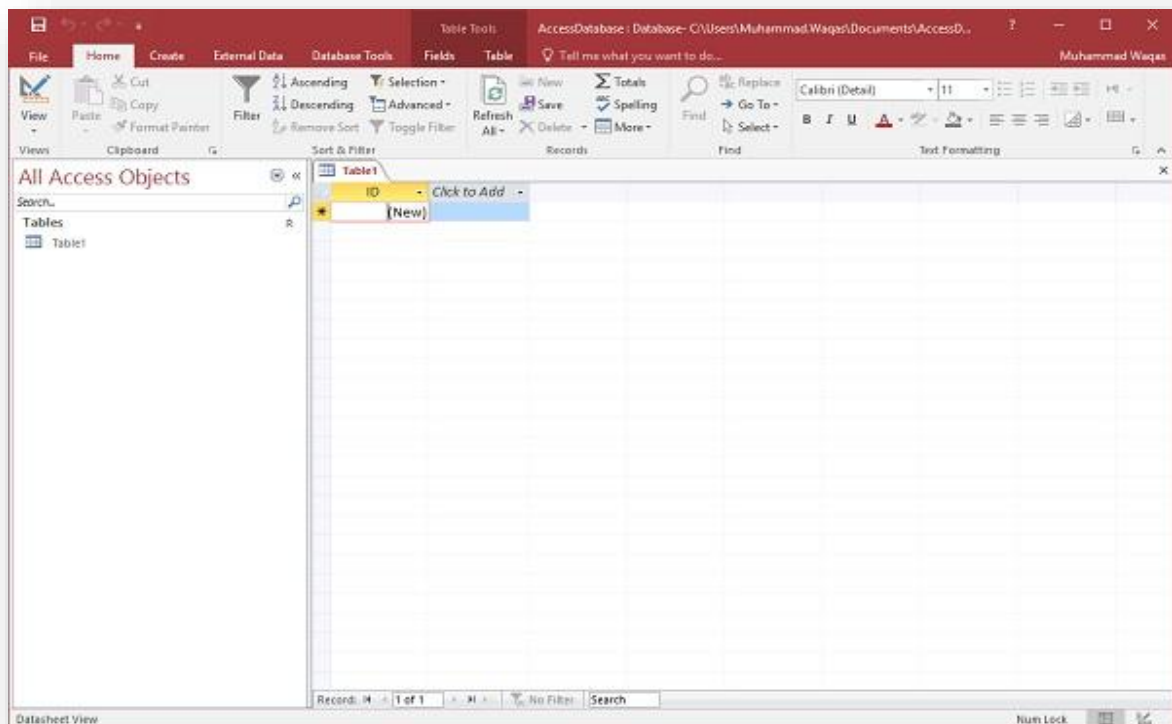 Table Tools AccessDatabase : Database- C:\Users\Muhammad.Waqas\Documents\AccessD... ?
File Home Create External Data Database Tools Fields Table Tell me what you want to do... Muhammad Waqas
View
Paste
Cut
Copy
Format Painter
Filter
Ascending
Descending
Remove Sort
Selection
Advanced
Toggle Filter
Refresh
All
New
Save
Delete
Totals
Spelling
More
Find
Replace
Go To
Select
Calibri (Detail) 11
B I U A
Views Clipboard Sort & Filter Records Find Text Formatting
All Access Objects
Search..
Tables
Table1
Table1
ID Click to Add
(New)
Record: 1 of 1 No Filter Search
Datasheet View Num Lock